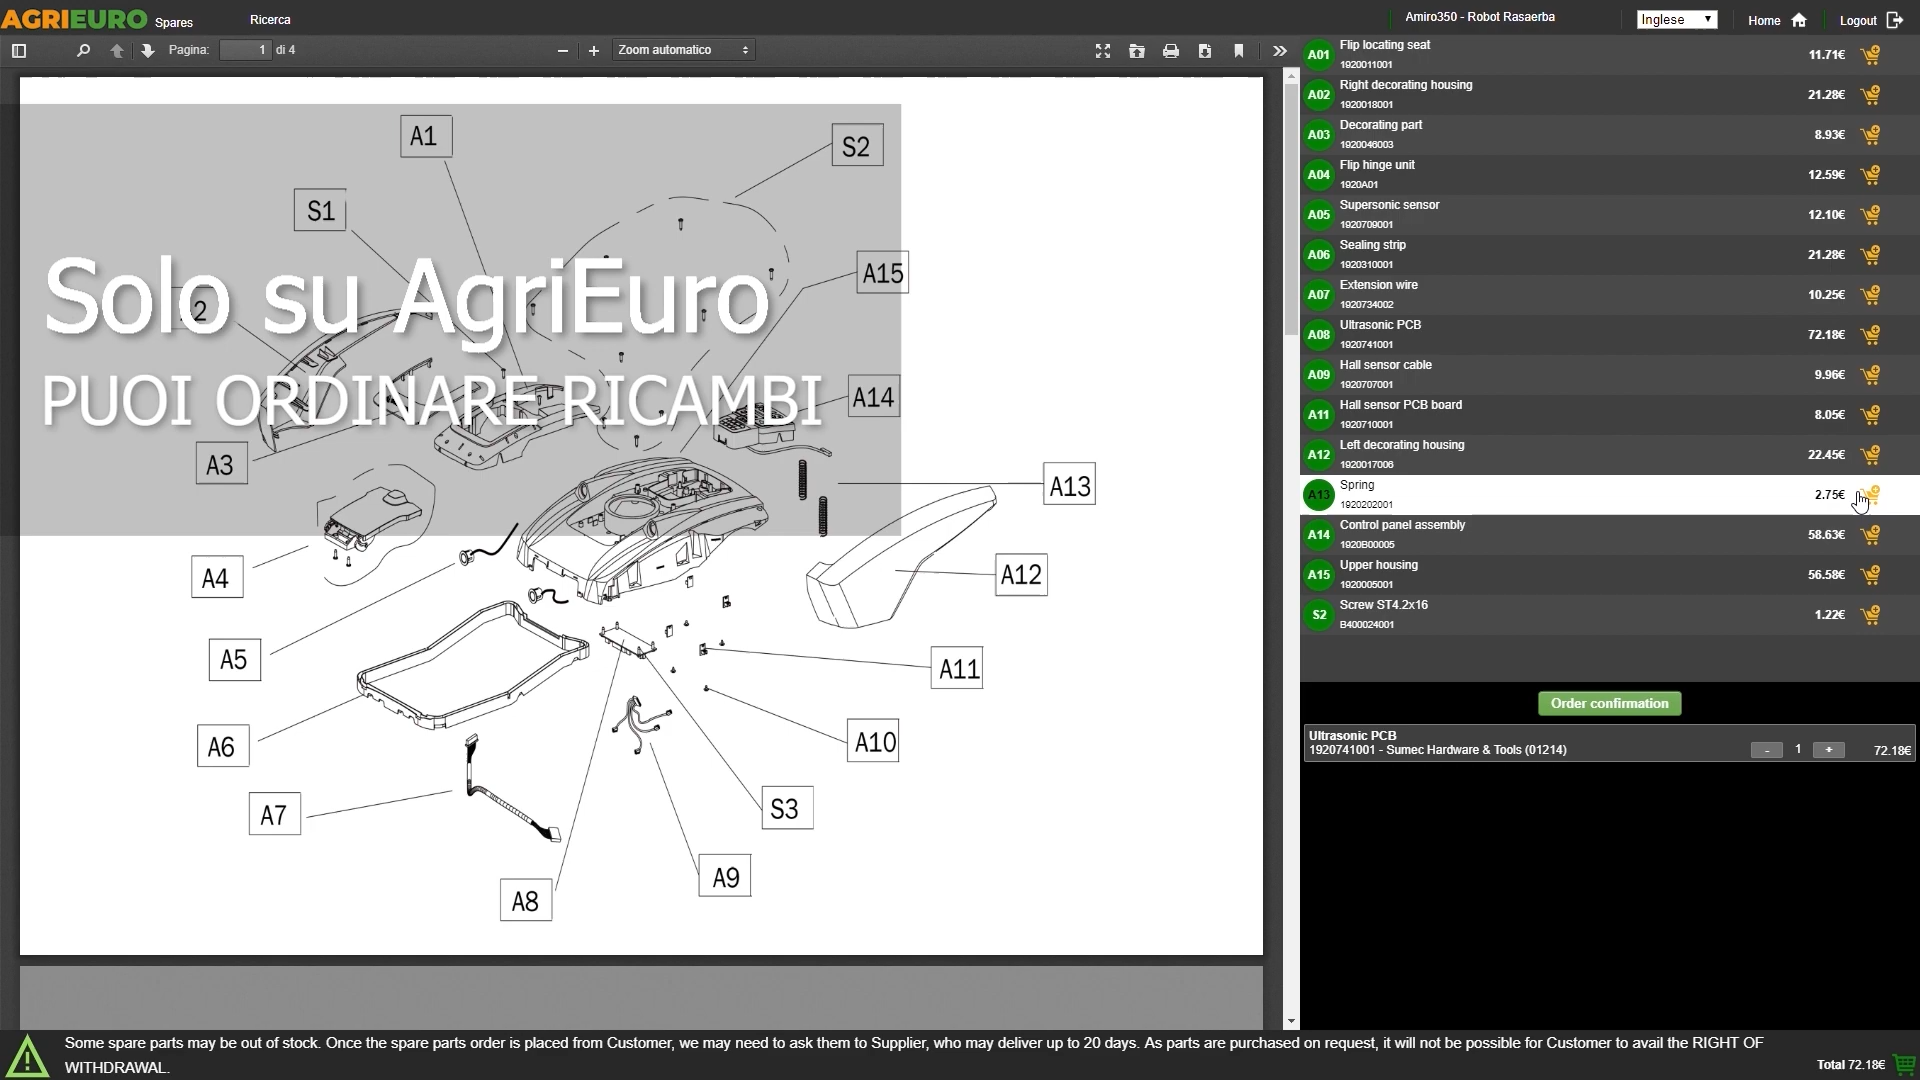 AGRIEURO Spares
Ricerca
Amiro350 - Robot Rasaerba
Inglese
Home
Logout
Pagina: 1 di 4
Zoom automatico
A1
S2
S1
A15
2
Solo su AgriEuro
PUOI ORDINARE RICAMBI
A14
A3
A13
A4
A12
A5
A11
A6
A10
A7
S3
A9
A8
A01 Flip locating seat 11.71€
1920011001
A02 Right decorating housing 21.28€
1920018001
A03 Decorating part 8.93€
1920046003
A04 Flip hinge unit 12.59€
1920A01
A05 Supersonic sensor 12.10€
1920709001
A06 Sealing strip 21.28€
1920310001
A07 Extension wire 10.25€
1920734002
A08 Ultrasonic PCB 72.18€
1920741001
A09 Hall sensor cable 9.96€
1920707001
A11 Hall sensor PCB board 8.05€
1920710001
A12 Left decorating housing 22.45€
1920017006
A13 Spring 2.75€
1920202001
A14 Control panel assembly 58.63€
1920B00005
A15 Upper housing 56.58€
1920005001
S2 Screw ST4.2x16 1.22€
B400024001
Order confirmation
Ultrasonic PCB
1920741001 - Sumec Hardware & Tools (01214) - 1 + 72.18€
Some spare parts may be out of stock. Once the spare parts order is placed from Customer, we may need to ask them to Supplier, who may deliver up to 20 days. As parts are purchased on request, it will not be possible for Customer to avail the RIGHT OF
WITHDRAWAL.
Total 72.18€